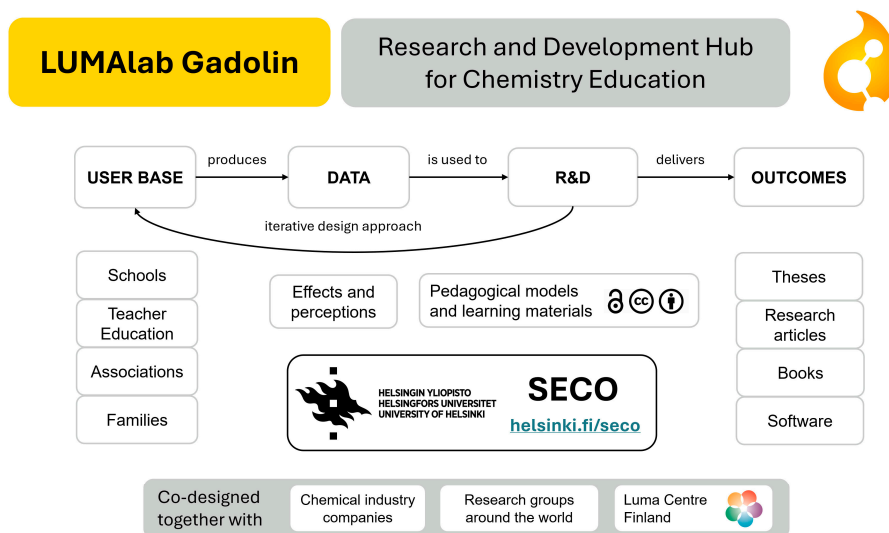 LUMAlab Gadolin
Research and Development Hub
for Chemistry Education
produces
is used to
delivers
USER BASE
DATA
R&D
OUTCOMES
iterative design approach
Schools
Teacher
Education
Associations
Families
Effects and
perceptions
Pedagogical models
and learning materials
cc
Theses
Research
articles
Books
Software
HELSINGIN YLIOPISTO
HELSINGFORS UNIVERSITET
UNIVERSITY OF HELSINKI
SECO
helsinki.fi/seco
Co-designed
together with
Chemical industry
companies
Research groups
around the world
Luma Centre
Finland